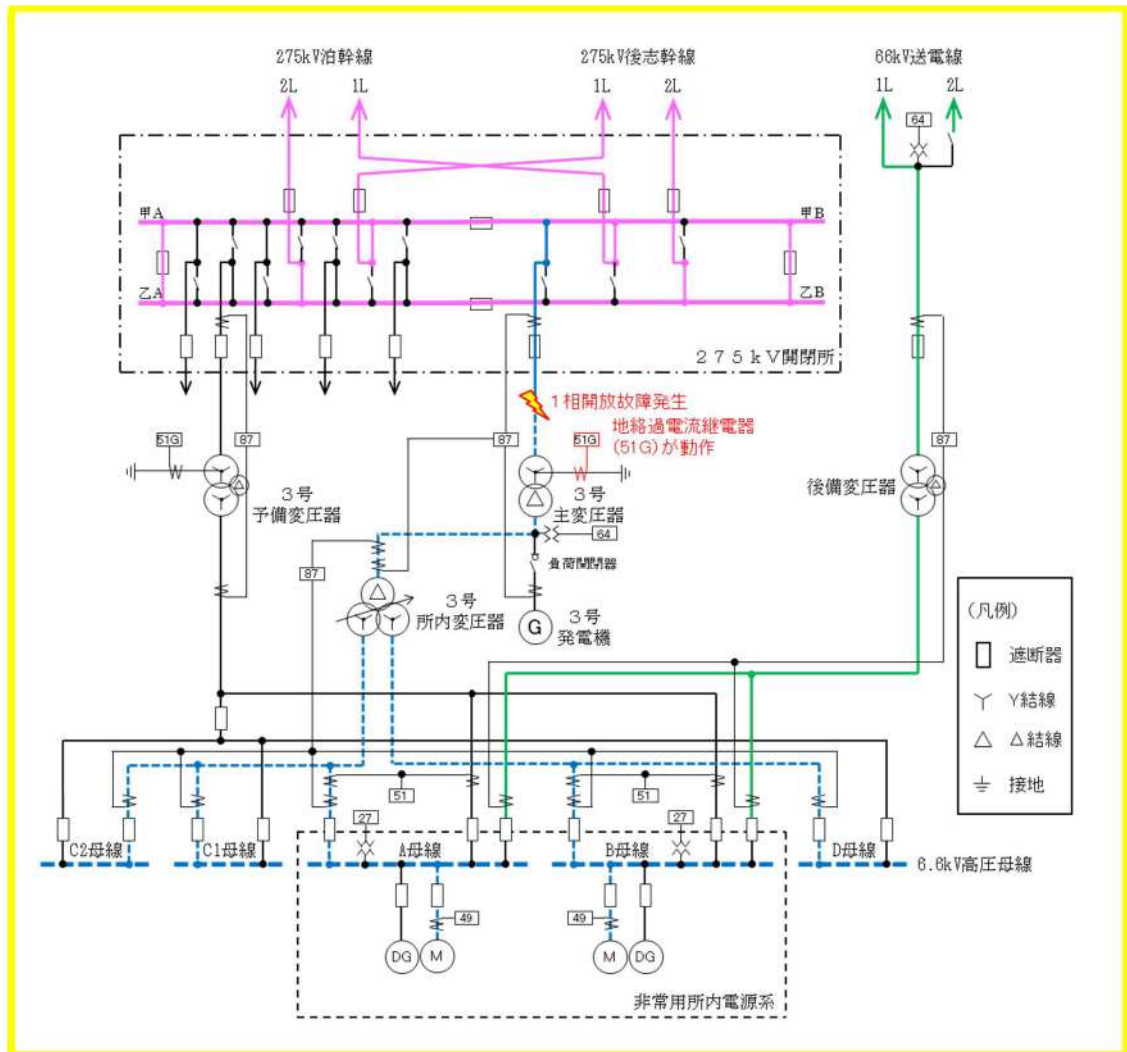 275kV泊幹線
275kV後志幹線
66kV送電線
2L
1L
1L
2L
1L
2L
64
甲A
甲B
乙A
乙B
275kV開閉所
1相開放故障発生
地絡過電流継電器
(51G)が動作
51G
87
87
51G
87
3号
予備変圧器
3号
主変圧器
後備変圧器
64
負荷開閉器
87
3号
所内変圧器
G
3号
発電機
(凡例)
遮断器
Y結線
△結線
接地
51
51
27
27
C2母線
C1母線
A母線
B母線
D母線
6.6kV高圧母線
49
49
DG
M
M
DG
非常用所内電源系